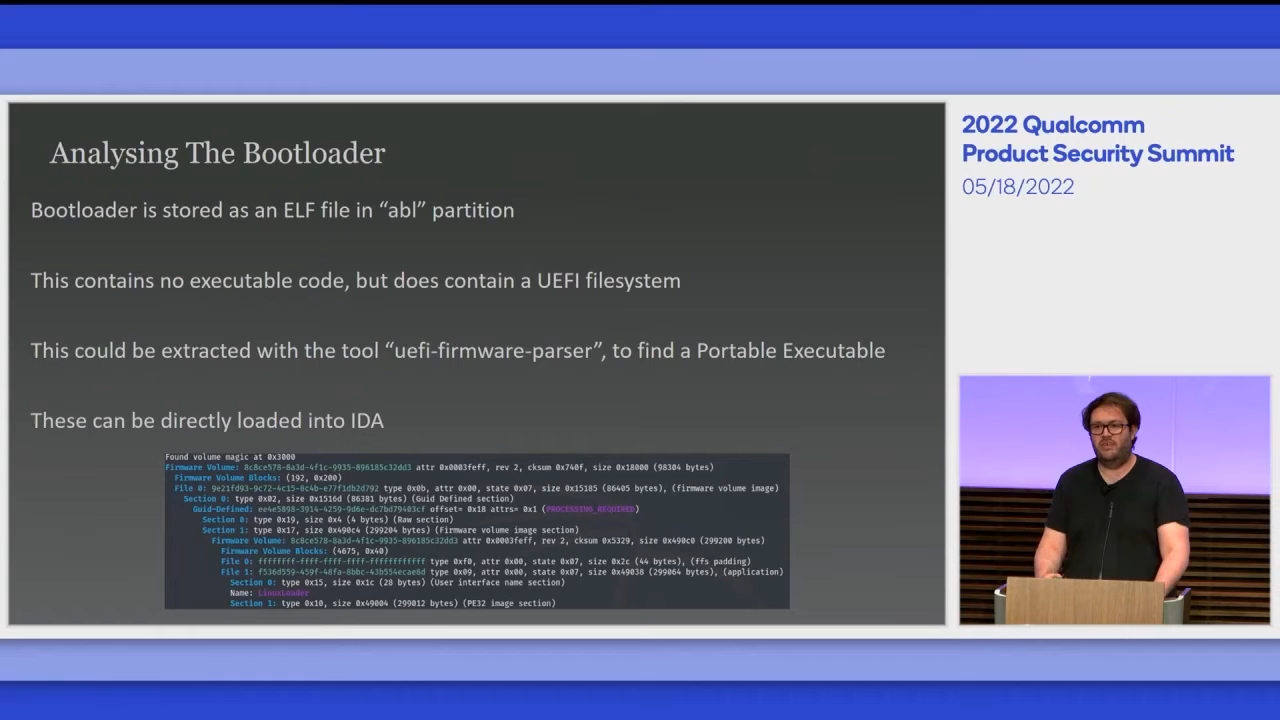 Analysing The Bootloader
Bootloader is stored as an ELF file in “abl” partition
This contains no executable code, but does contain a UEFI filesystem
This could be extracted with the tool “uefi-firmware-parser”, to find a Portable Executable
These can be directly loaded into IDA
Found volume magic at 0x3000
Firmware Volume: 8c8ce578-8a3d-4f1c-9935-896185c32dd3 attr 0x0003feff, rev 2, cksum 0x740f, size 0x18000 (98304 bytes)
Firmware Volume Blocks: (192, 0x200)
File 0: 9e21fd93-9c72-4c15-8c4b-e77f1db2d792 type 0x0b, attr 0x00, state 0x07, size 0x15185 (86405 bytes), (firmware volume image)
Section 0: type 0x02, size 0x1516d (86381 bytes) (Guid Defined section)
Guid-Defined: ee4e5898-3914-4259-9d6e-dc7bd79403cf offset= 0x18 attrs= 0x1 (PROCESSING_REQUIRED)
Section 0: type 0x19, size 0x4 (4 bytes) (Raw section)
Section 1: type 0x17, size 0x490c4 (299204 bytes) (Firmware volume image section)
Firmware Volume: 8c8ce578-8a3d-4f1c-9935-896185c32dd3 attr 0x0003feff, rev 2, cksum 0x5329, size 0x490c0 (299200 bytes)
Firmware Volume Blocks: (4675, 0x40)
File 0: ffffffff-ffff-ffff-ffff-ffffffffffff type 0xf0, attr 0x00, state 0x07, size 0x2c (44 bytes), (ffs padding)
File 1: f536d559-459f-48fa-8bbc-43b554ecae8d type 0x09, attr 0x00, state 0x07, size 0x49038 (299064 bytes), (application)
Section 0: type 0x15, size 0x1c (28 bytes) (User interface name section)
Name: LinuxLoader
Section 1: type 0x10, size 0x49004 (299012 bytes) (PE32 image section)
2022 Qualcomm
Product Security Summit
05/18/2022